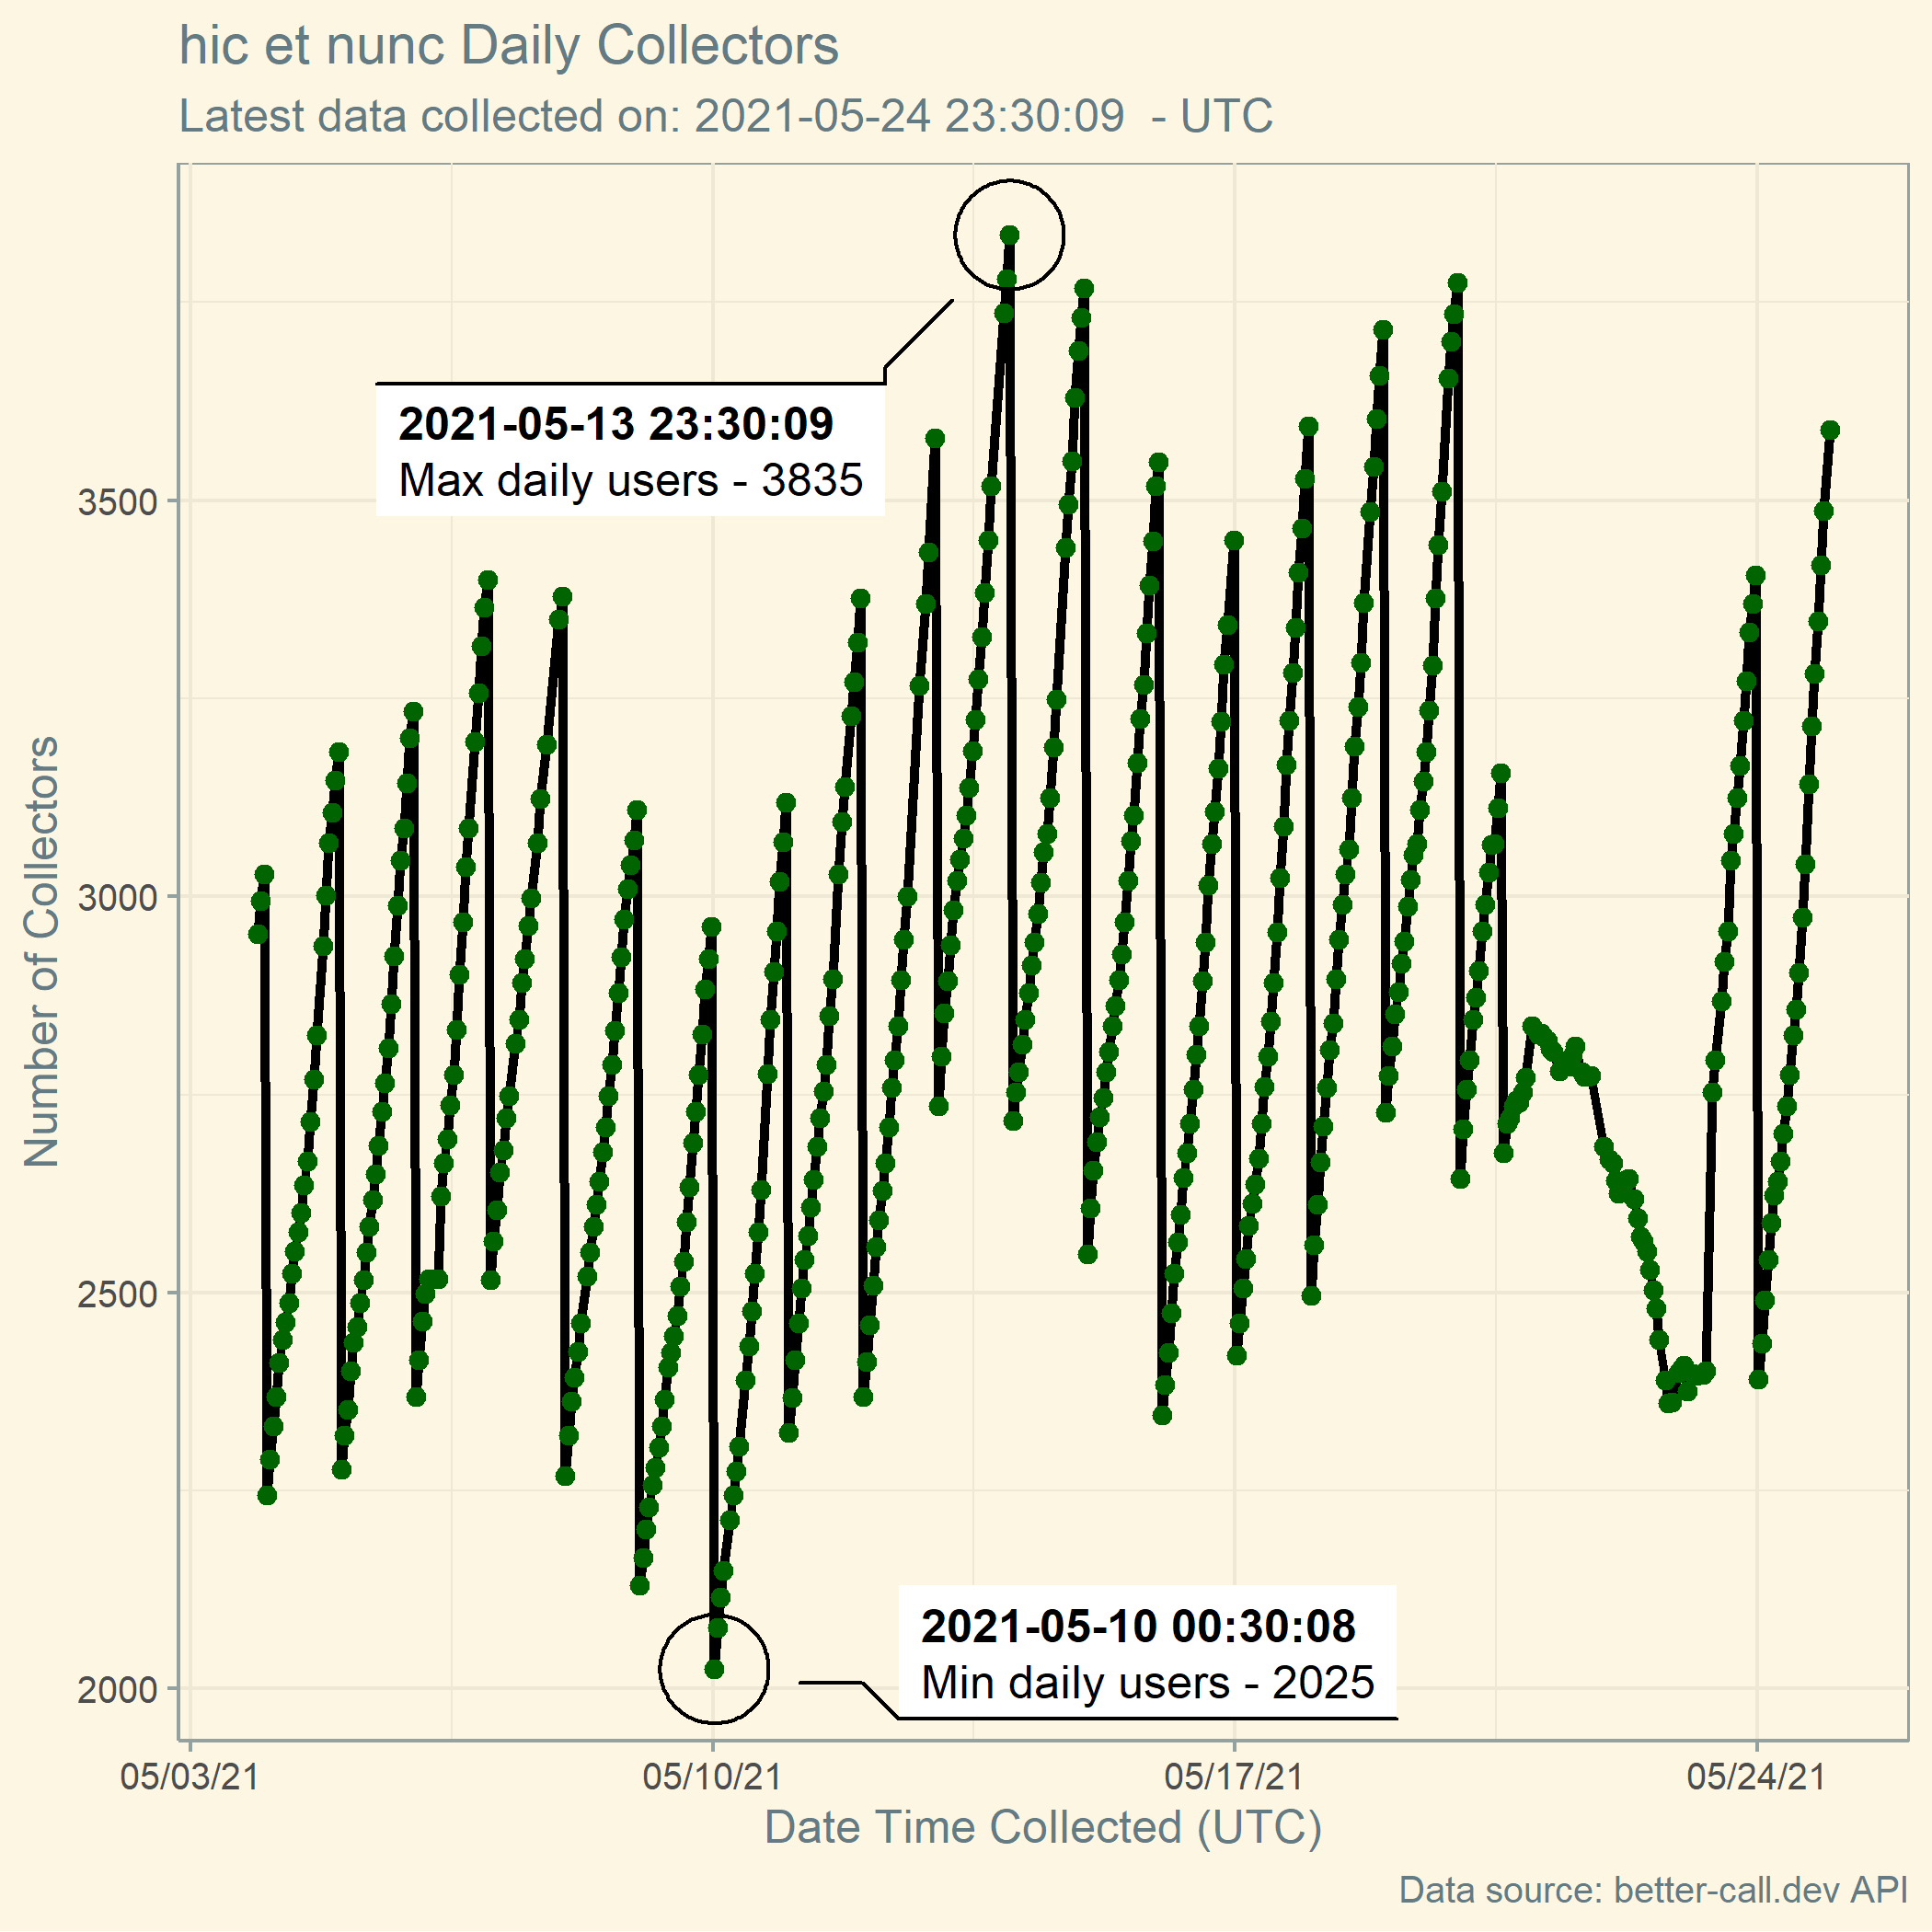 hic et nunc Daily Collectors
Latest data collected on: 2021-05-24 23:30:09  - UTC
2021-05-13 23:30:09
Max daily users - 3835
3500
3000
2500
2000
Number of Collectors
2021-05-10 00:30:08
Min daily users - 2025
05/03/21
05/10/21
05/17/21
05/24/21
Date Time Collected (UTC)
Data source: better-call.dev API